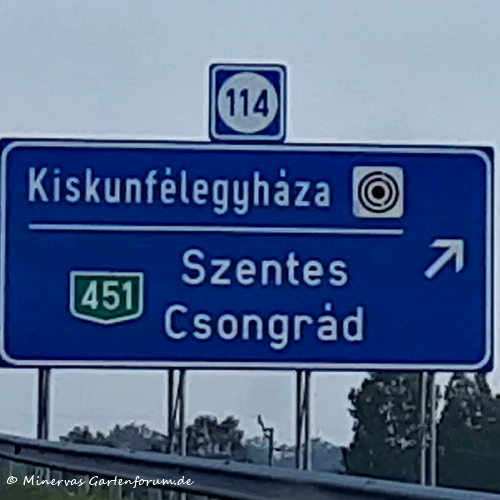 114
Kiskunfélegyháza
Szentes
451
Csongrád
© Minervas Gartenforum.de